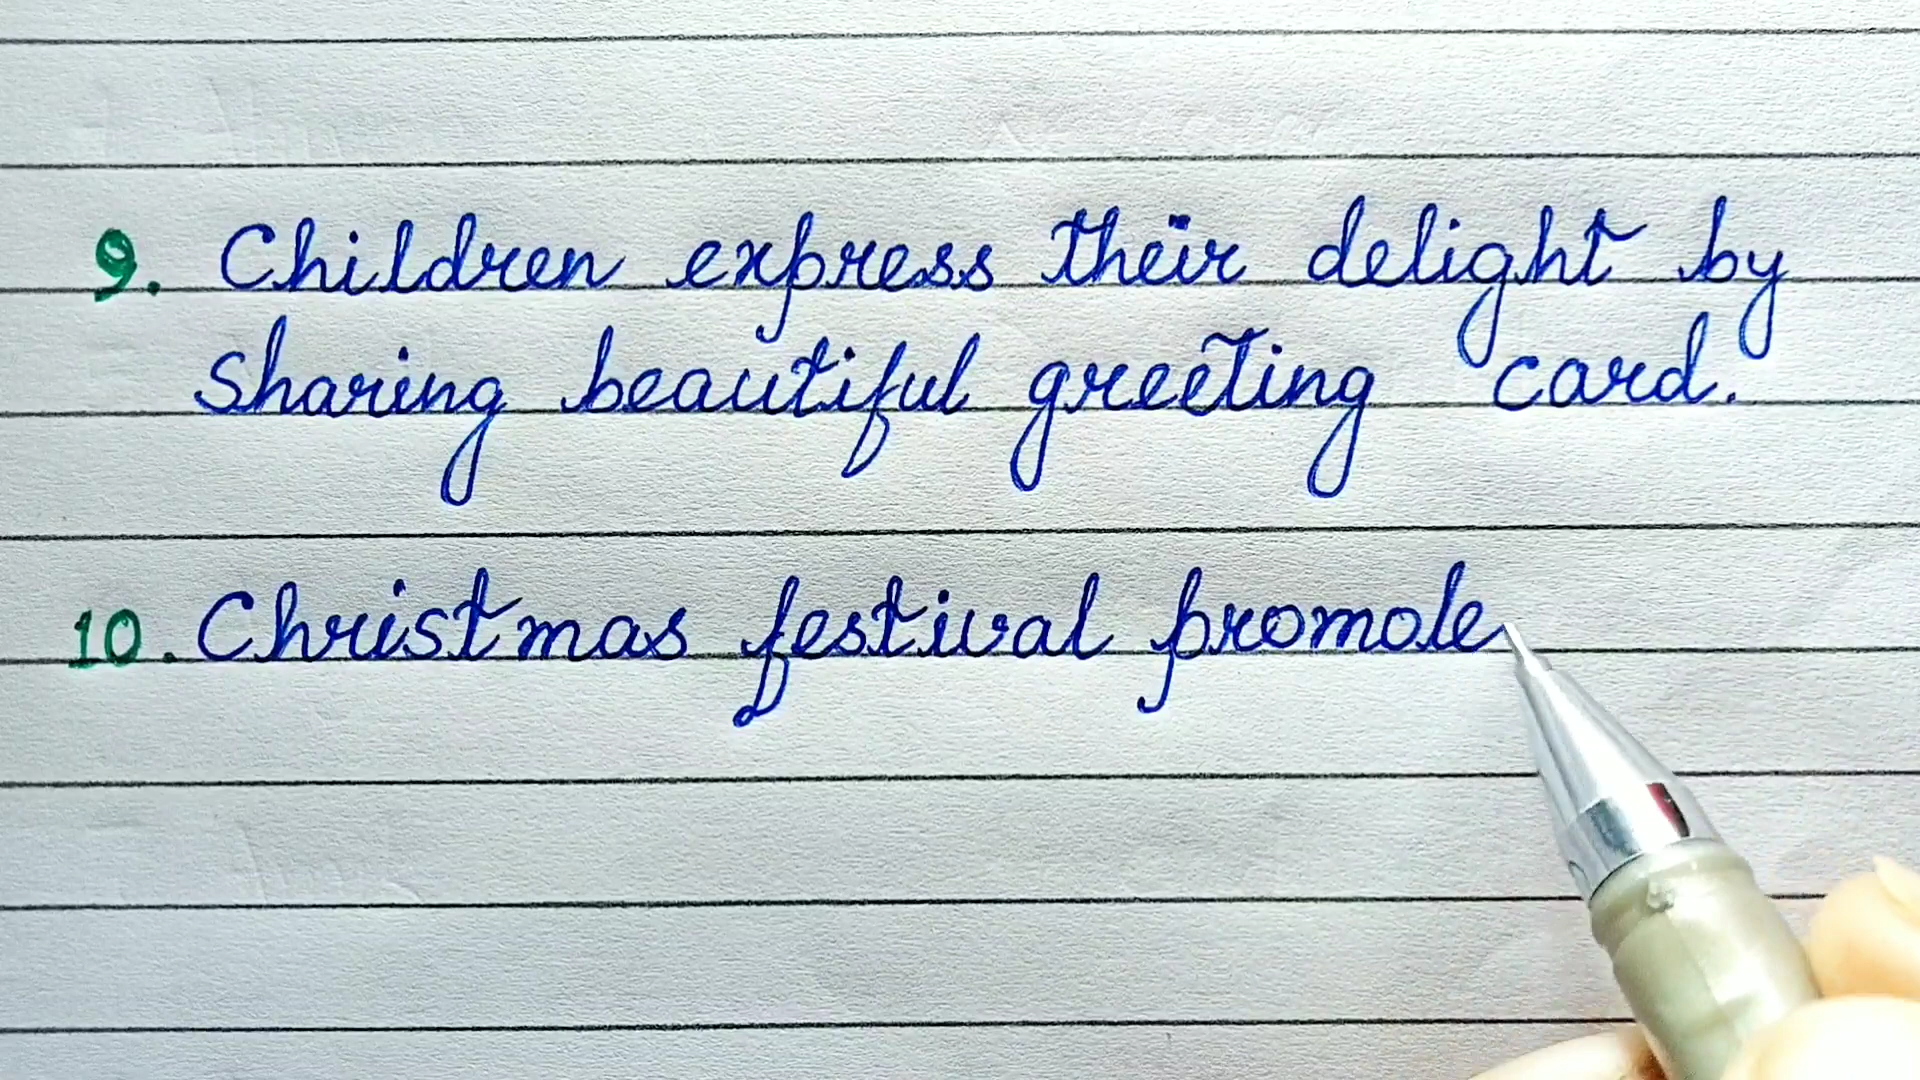 9. Children express their delight by
sharing beautiful greeting card.
10. Christmas festival promote